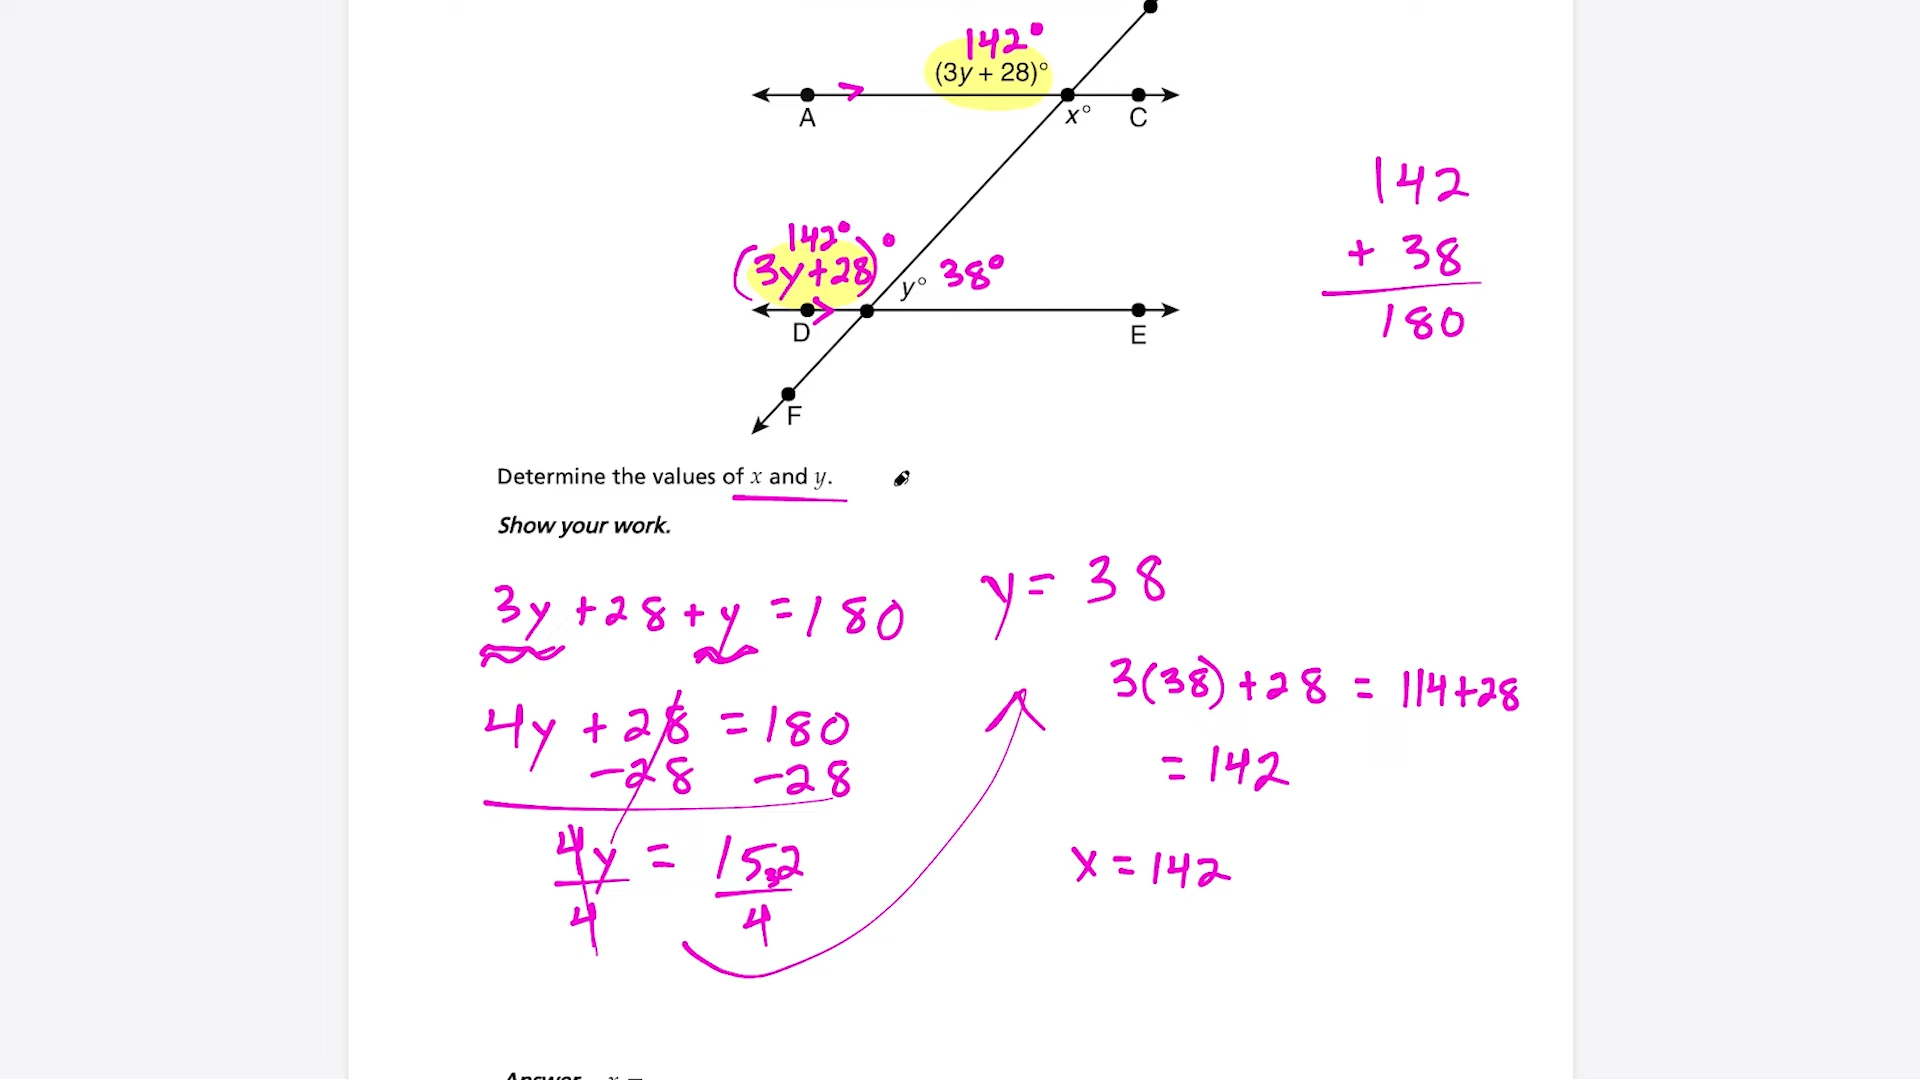 142°
(3y + 28)°
A
x°
C
142
+ 38
180
142°
(3y+28)°
y°
38°
D
E
F
Determine the values of x and y.
Show your work.
3y + 28 + y = 180
4y + 28 = 180
-28 -28
4y = 152
4 4
y = 38
3(38) + 28 = 114+28
= 142
x = 142
Answer x =